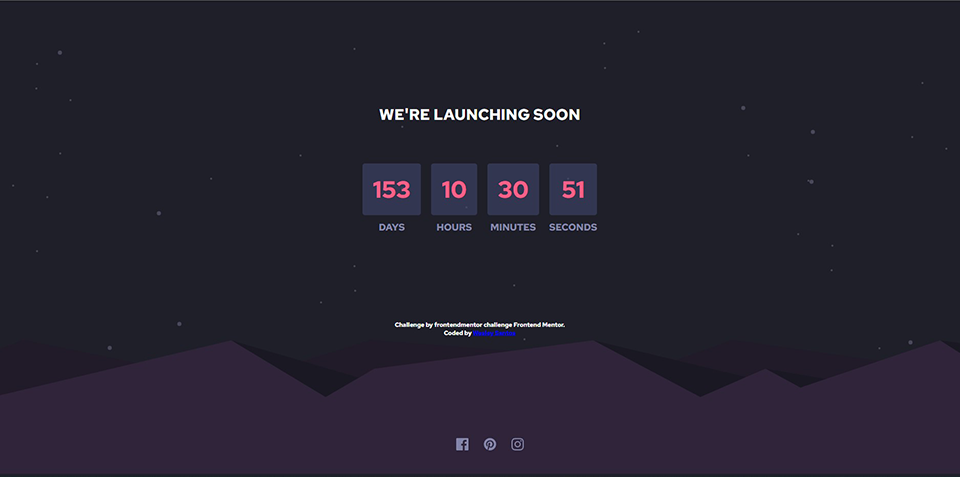 WE'RE LAUNCHING SOON
153 10 30 51
DAYS HOURS MINUTES SECONDS
Challenge by frontendmentor challenge Frontend Mentor.
Coded by